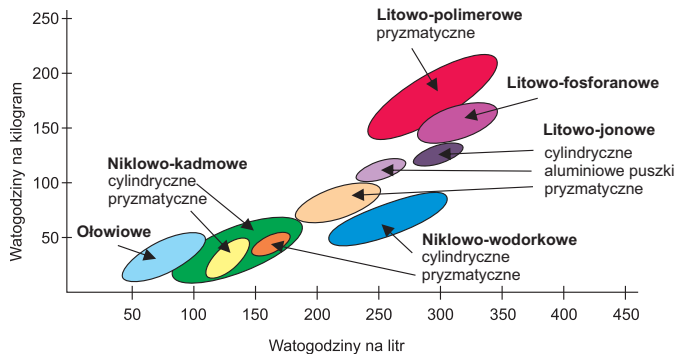 Litowo-polimerowe
pryzmatyczne
Litowo-fosforanowe
Litowo-jonowe
cylindryczne
aluminiowe puszki
pryzmatyczne
Niklowo-kadmowe
cylindryczne
pryzmatyczne
Ołowiowe
Niklowo-wodorkowe
cylindryczne
pryzmatyczne
Watogodziny na kilogram
250
200
150
100
50
50
100
150
200
250
300
350
400
450
Watogodziny na litr